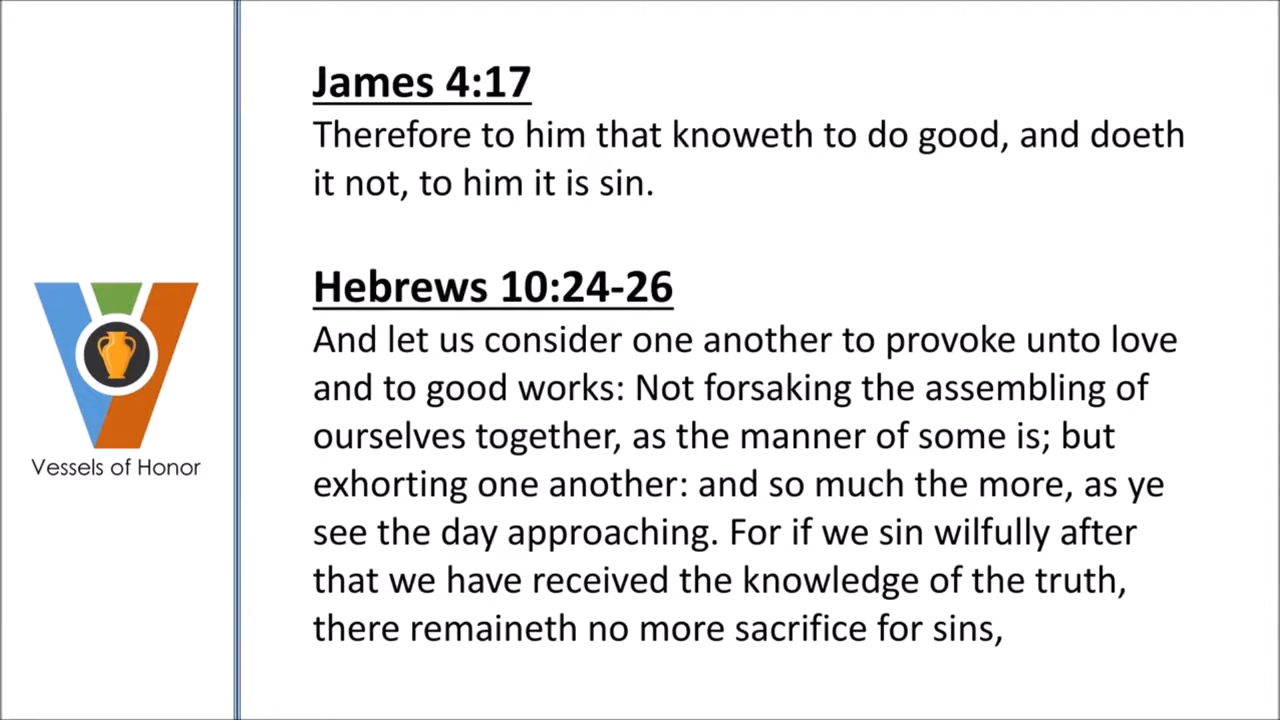 James 4:17
Therefore to him that knoweth to do good, and doeth
it not, to him it is sin.
Hebrews 10:24-26
And let us consider one another to provoke unto love
and to good works: Not forsaking the assembling of
ourselves together, as the manner of some is; but
exhorting one another: and so much the more, as ye
see the day approaching. For if we sin wilfully after
that we have received the knowledge of the truth,
there remaineth no more sacrifice for sins,
Vessels of Honor